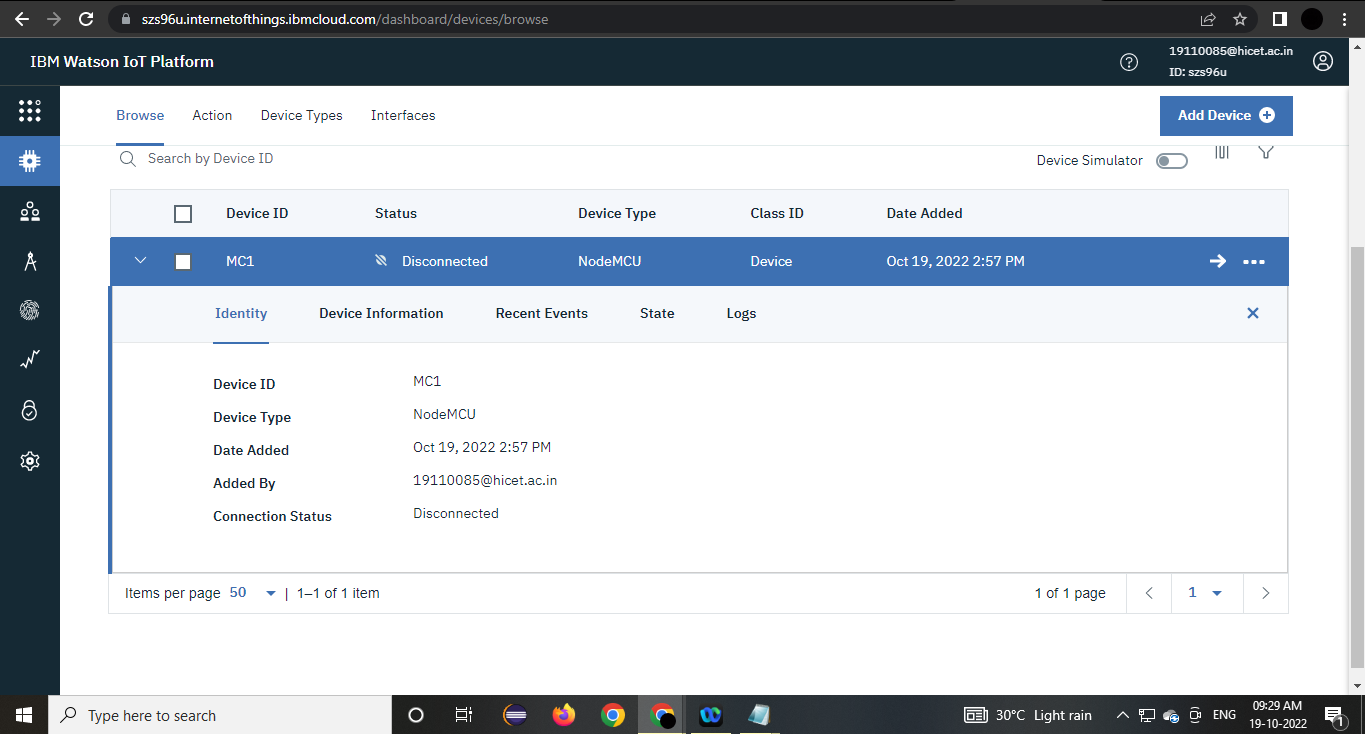 szs96u.internetofthings.ibmcloud.com/dashboard/devices/browse
IBM Watson IoT Platform
19110085@hicet.ac.in
ID: szs96u
Browse Action Device Types Interfaces
Add Device
Search by Device ID
Device Simulator
Device ID Status Device Type Class ID Date Added
MC1 Disconnected NodeMCU Device Oct 19, 2022 2:57 PM
Identity Device Information Recent Events State Logs
Device ID MC1
Device Type NodeMCU
Date Added Oct 19, 2022 2:57 PM
Added By 19110085@hicet.ac.in
Connection Status Disconnected
Items per page 50 | 1–1 of 1 item
1 of 1 page
1
Type here to search
30°C Light rain
ENG
09:29 AM
19-10-2022
1